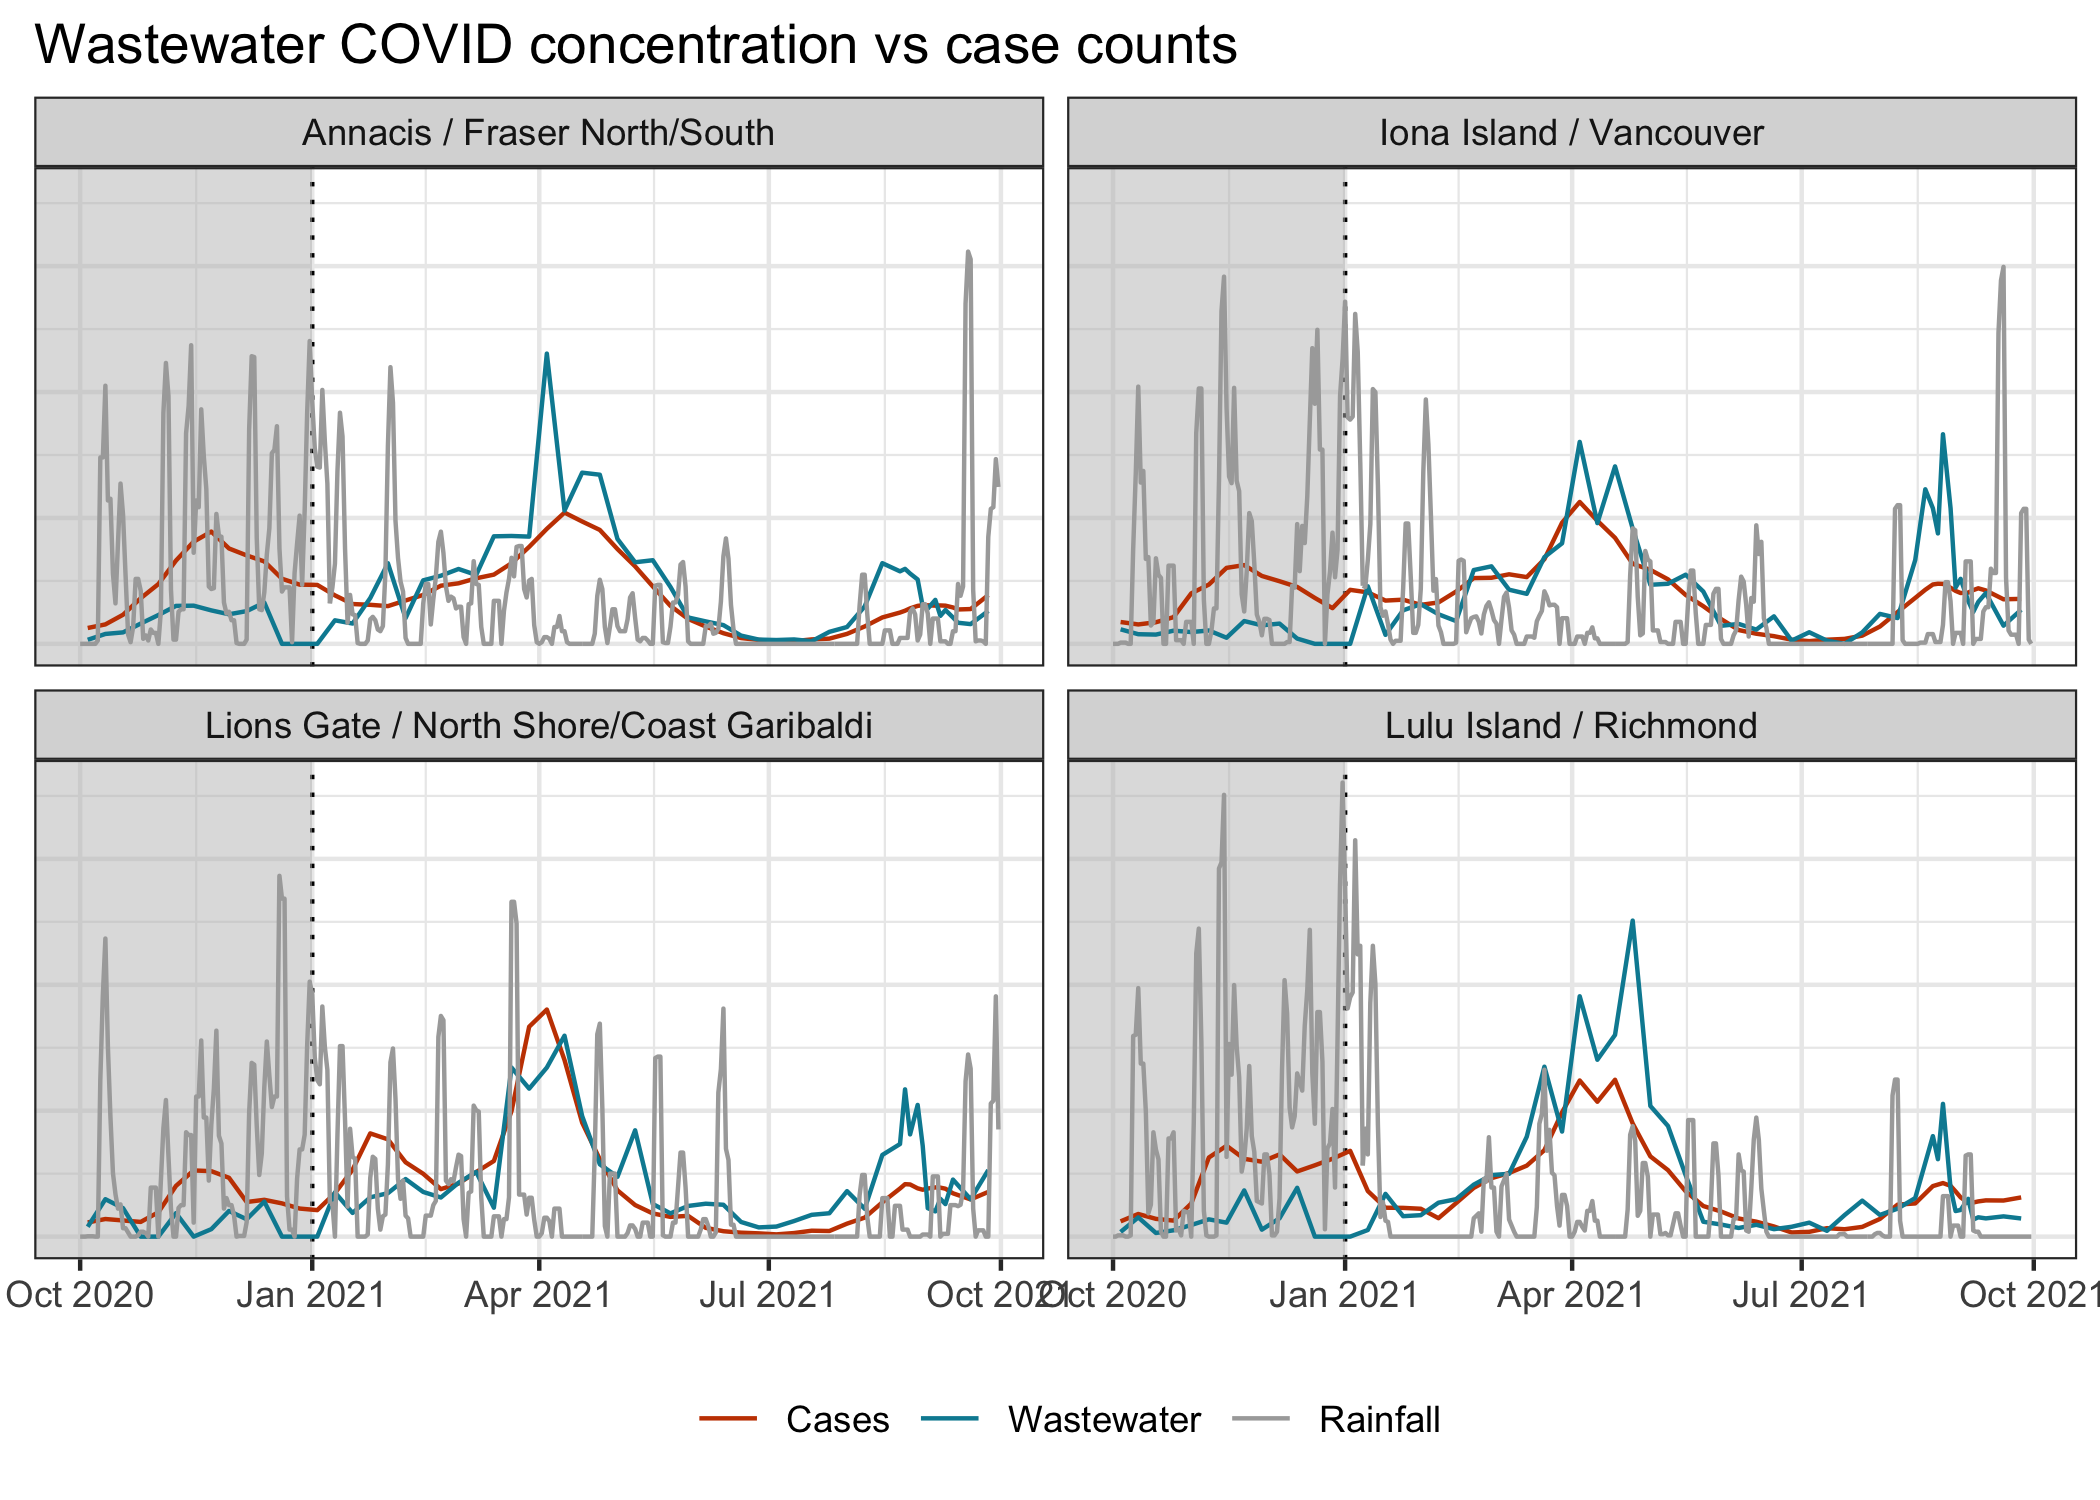 Wastewater COVID concentration vs case counts
Annacis / Fraser North/South
Iona Island / Vancouver
Lions Gate / North Shore/Coast Garibaldi
Lulu Island / Richmond
Oct 2020 Jan 2021 Apr 2021 Jul 2021 Oct 2021 Oct 2020 Jan 2021 Apr 2021 Jul 2021 Oct 2021
Cases Wastewater Rainfall